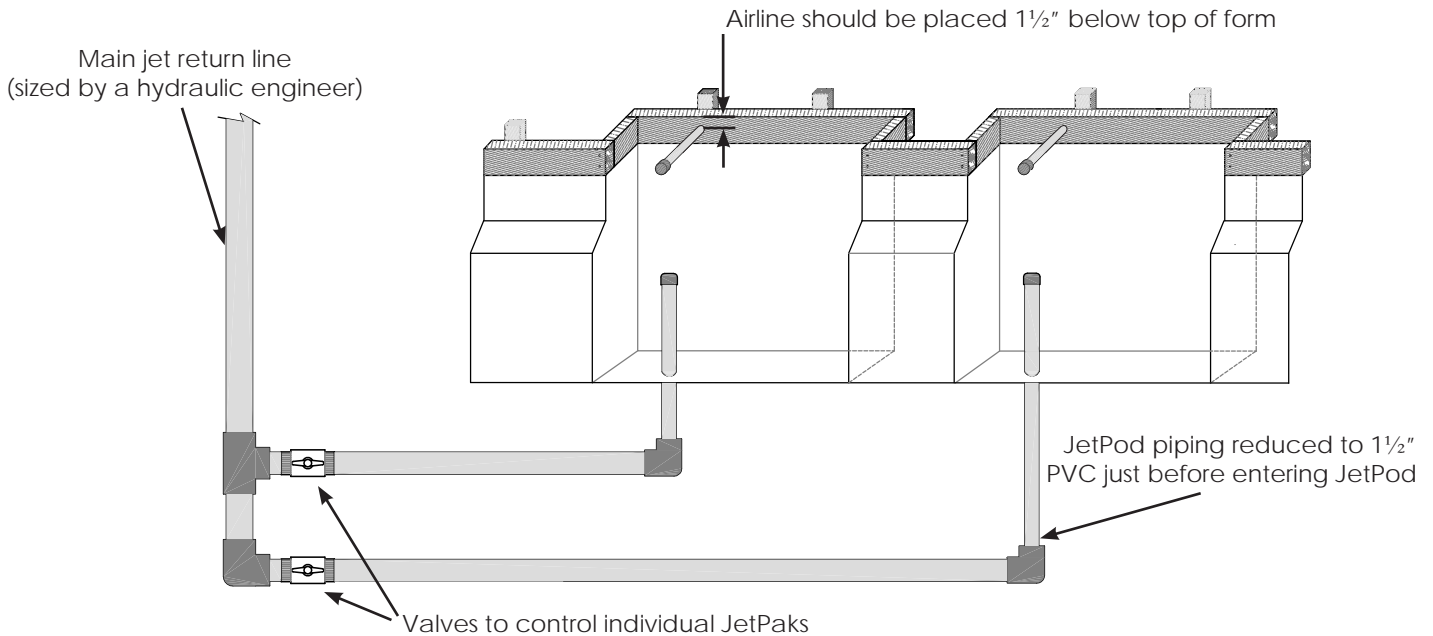 Airline should be placed 1½" below top of form
Main jet return line
(sized by a hydraulic engineer)
JetPod piping reduced to 1½"
PVC just before entering JetPod
Valves to control individual JetPaks